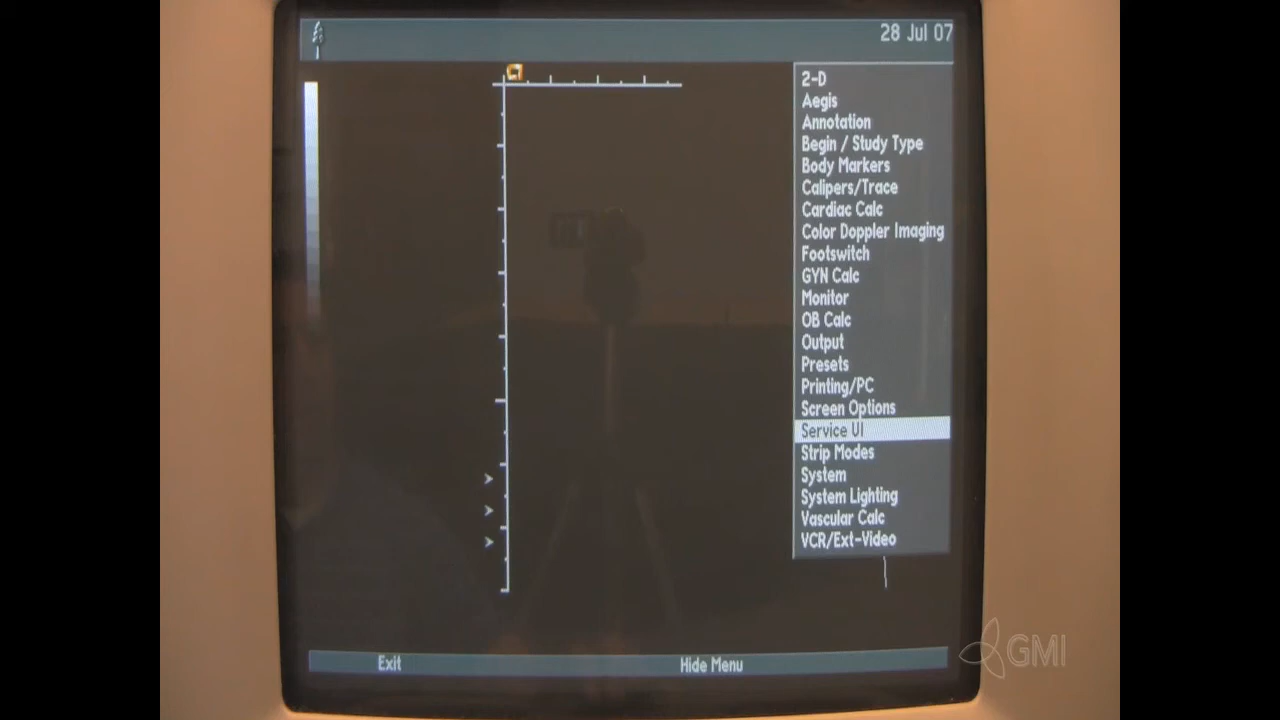 28 Jul 07
2-D
Aegis
Annotation
Begin / Study Type
Body Markers
Calipers/Trace
Cardiac Calc
Color Doppler Imaging
Footswitch
GYN Calc
Monitor
OB Calc
Output
Presets
Printing/PC
Screen Options
Service UI
Strip Modes
System
System Lighting
Vascular Calc
VCR/Ext-Video
Exit
Hide Menu
GMI